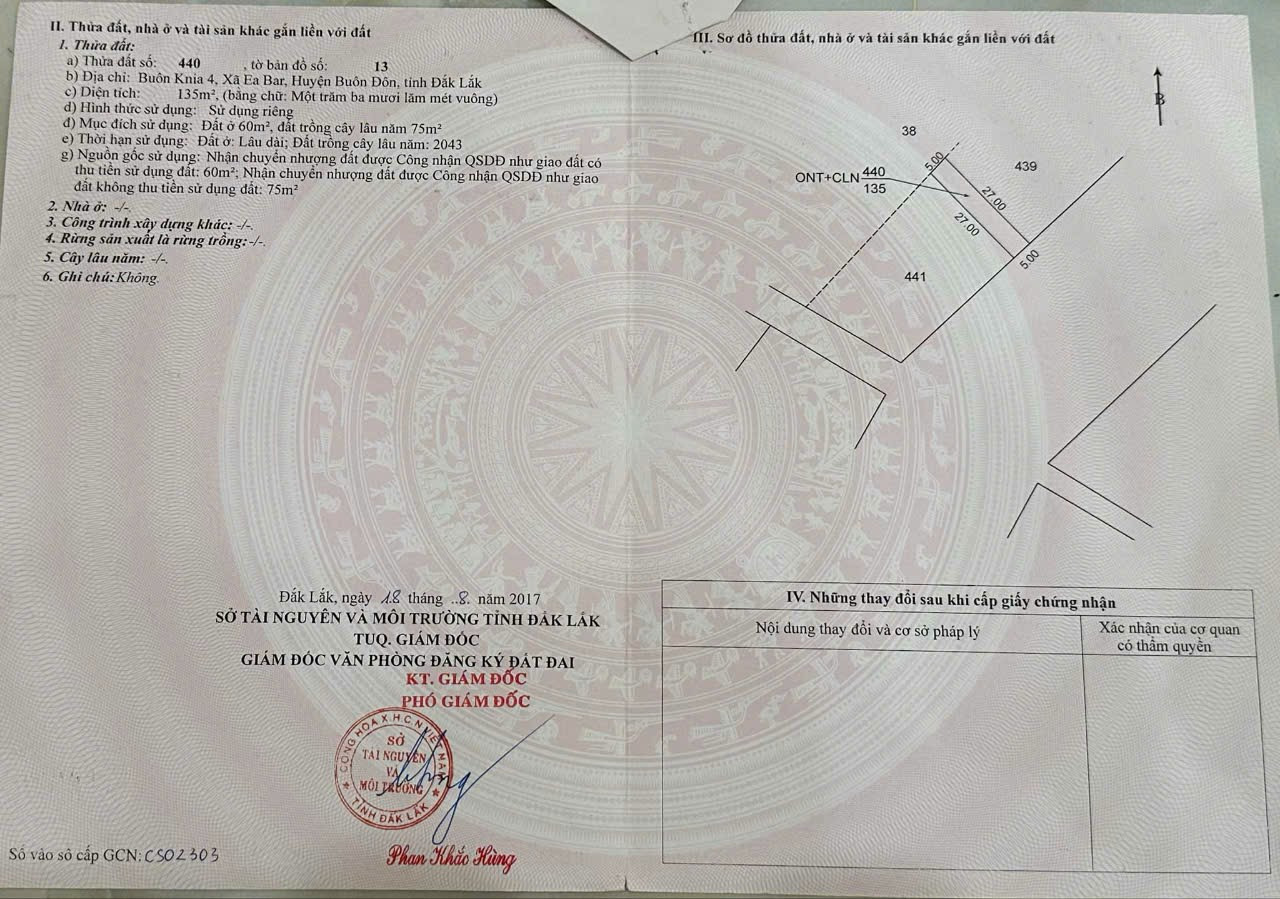 II. Thửa đất, nhà ở và tài sản khác gắn liền với đất
1. Thửa đất:
a) Thửa đất số: 440 , tờ bản đồ số: 13
b) Địa chỉ: Buôn Knia 4, Xã Ea Bar, Huyện Buôn Đôn, tỉnh Đắk Lắk
c) Diện tích: 135m², (bằng chữ: Một trăm ba mươi lăm mét vuông)
d) Hình thức sử dụng: Sử dụng riêng
đ) Mục đích sử dụng: Đất ở 60m², đất trồng cây lâu năm 75m²
e) Thời hạn sử dụng: Đất ở: Lâu dài; Đất trồng cây lâu năm: 2043
g) Nguồn gốc sử dụng: Nhận chuyển nhượng đất được Công nhận QSDĐ như giao đất có
thu tiền sử dụng đất: 60m²; Nhận chuyển nhượng đất được Công nhận QSDĐ như giao
đất không thu tiền sử dụng đất: 75m²
2. Nhà ở: -/-.
3. Công trình xây dựng khác: -/-.
4. Rừng sản xuất là rừng trồng: -/-.
5. Cây lâu năm: -/-.
6. Ghi chú: Không.
Đắk Lắk, ngày 18 tháng ..8. năm 2017
SỞ TÀI NGUYÊN VÀ MÔI TRƯỜNG TỈNH ĐẮK LẮK
TUQ. GIÁM ĐỐC
GIÁM ĐỐC VĂN PHÒNG ĐĂNG KÝ ĐẤT ĐAI
KT. GIÁM ĐỐC
PHÓ GIÁM ĐỐC
CỘNG HOÀ X.H.C.N VIỆT NAM
SỞ
TÀI NGUYÊN
VÀ
MÔI TRƯỜNG
TỈNH ĐẮK LẮK
Phan Khắc Hùng
Số vào sổ cấp GCN: CS02303
III. Sơ đồ thửa đất, nhà ở và tài sản khác gắn liền với đất
B
38
439
5.00
ONT+CLN 440
135
27.00
27.00
5.00
441
IV. Những thay đổi sau khi cấp giấy chứng nhận
Nội dung thay đổi và cơ sở pháp lý
Xác nhận của cơ quan
có thẩm quyền